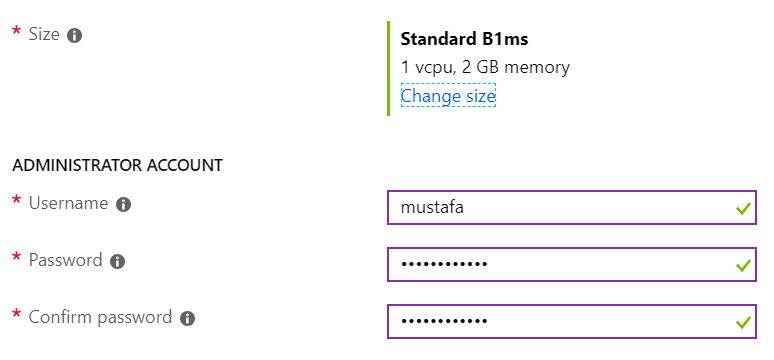 * Size
Standard B1ms
1 vcpu, 2 GB memory
Change size
ADMINISTRATOR ACCOUNT
* Username
mustafa
* Password
••••••••••••
* Confirm password
••••••••••••